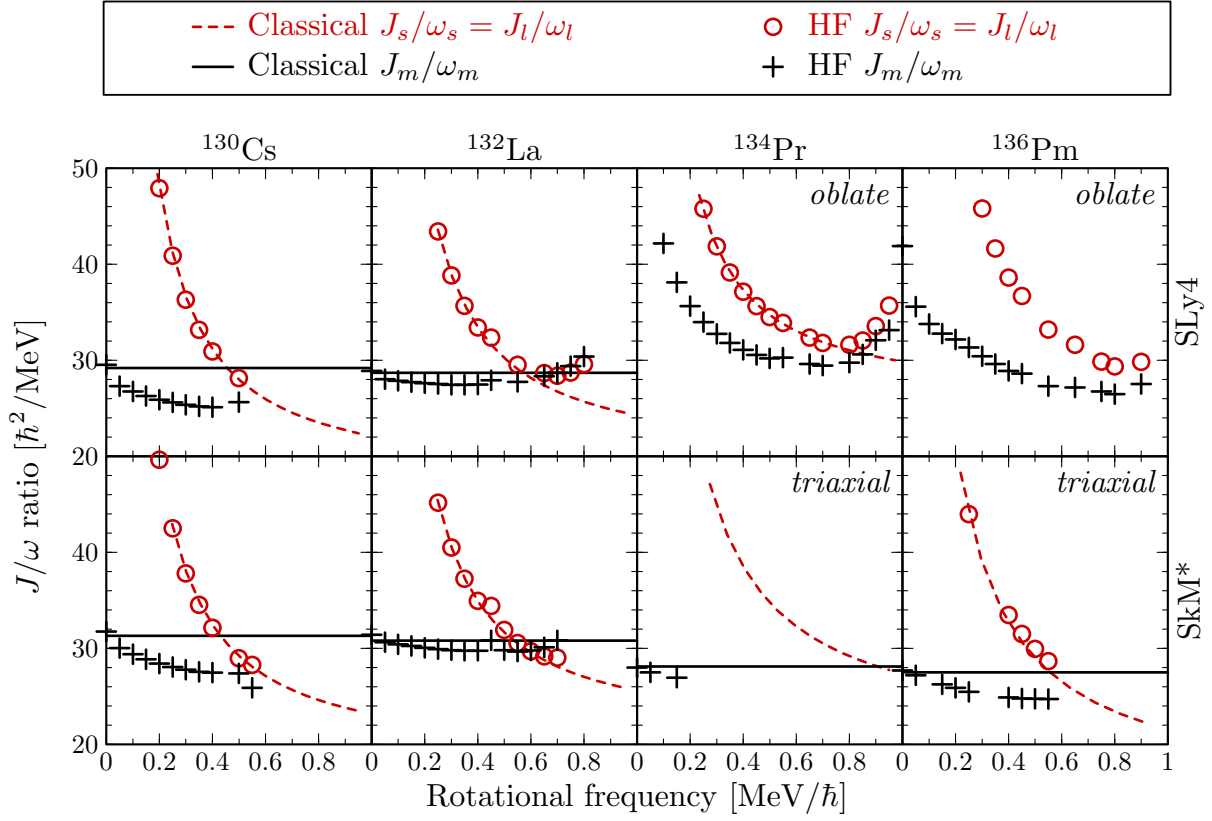 Classical J_s/ω_s = J_l/ω_l HF J_s/ω_s = J_l/ω_l
Classical J_m/ω_m HF J_m/ω_m
¹³⁰Cs ¹³²La ¹³⁴Pr ¹³⁶Pm
50 oblate oblate
40
30
20
SLy4
J/ω ratio [ħ²/MeV]
triaxial triaxial
40
30
20
SkM*
0 0.2 0.4 0.6 0.8 0 0.2 0.4 0.6 0.8 0 0.2 0.4 0.6 0.8 0 0.2 0.4 0.6 0.8 1
Rotational frequency [MeV/ħ]